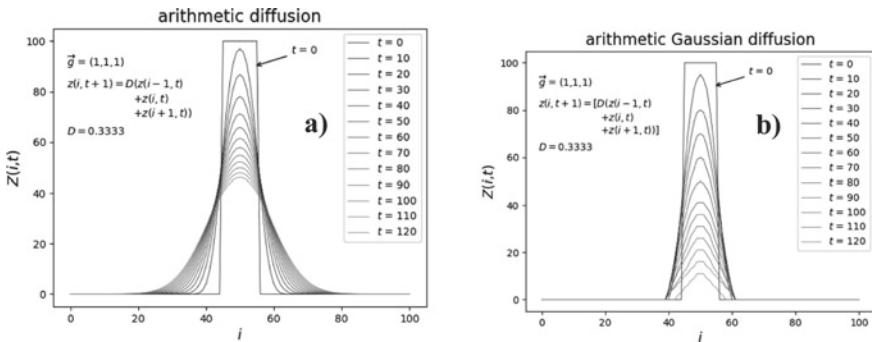 arithmetic diffusion
100
80
60
40
20
0
Z(i,t)
g⃗ = (1,1,1)
z(i, t + 1) = D(z(i − 1, t)
+z(i, t)
+z(i + 1, t))
D = 0.3333
t = 0
a)
t = 0
t = 10
t = 20
t = 30
t = 40
t = 50
t = 60
t = 70
t = 80
t = 90
t = 100
t = 110
t = 120
0 20 40 60 80 100
i
arithmetic Gaussian diffusion
100
80
60
40
20
0
Z(i,t)
g⃗ = (1,1,1)
z(i, t + 1) = [D(z(i − 1, t)
+z(i, t)
+z(i + 1, t))]
D = 0.3333
t = 0
b)
t = 0
t = 10
t = 20
t = 30
t = 40
t = 50
t = 60
t = 70
t = 80
t = 90
t = 100
t = 110
t = 120
0 20 40 60 80 100
i